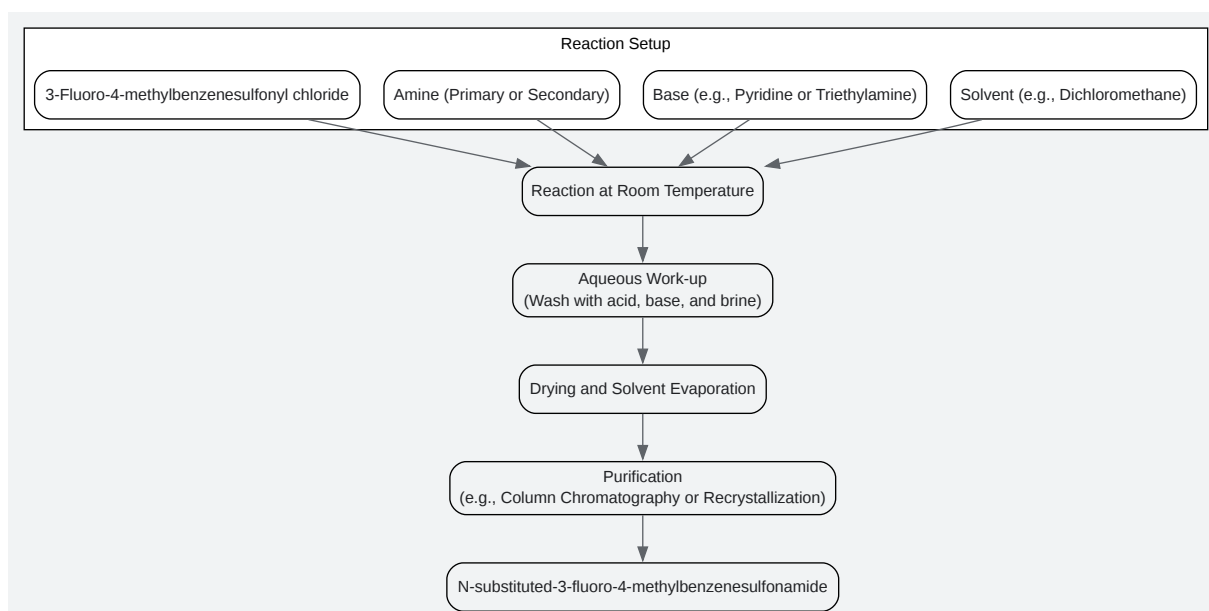 Reaction Setup
3-Fluoro-4-methylbenzenesulfonyl chloride
Amine (Primary or Secondary)
Base (e.g., Pyridine or Triethylamine)
Solvent (e.g., Dichloromethane)
Reaction at Room Temperature
Aqueous Work-up
(Wash with acid, base, and brine)
Drying and Solvent Evaporation
Purification
(e.g., Column Chromatography or Recrystallization)
N-substituted-3-fluoro-4-methylbenzenesulfonamide